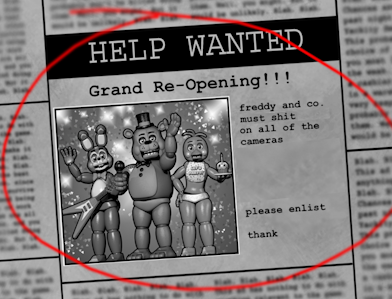 HELP WANTED
Grand Re-Opening!!!
freddy and co.
must shit
on all of the
cameras
please enlist
thank